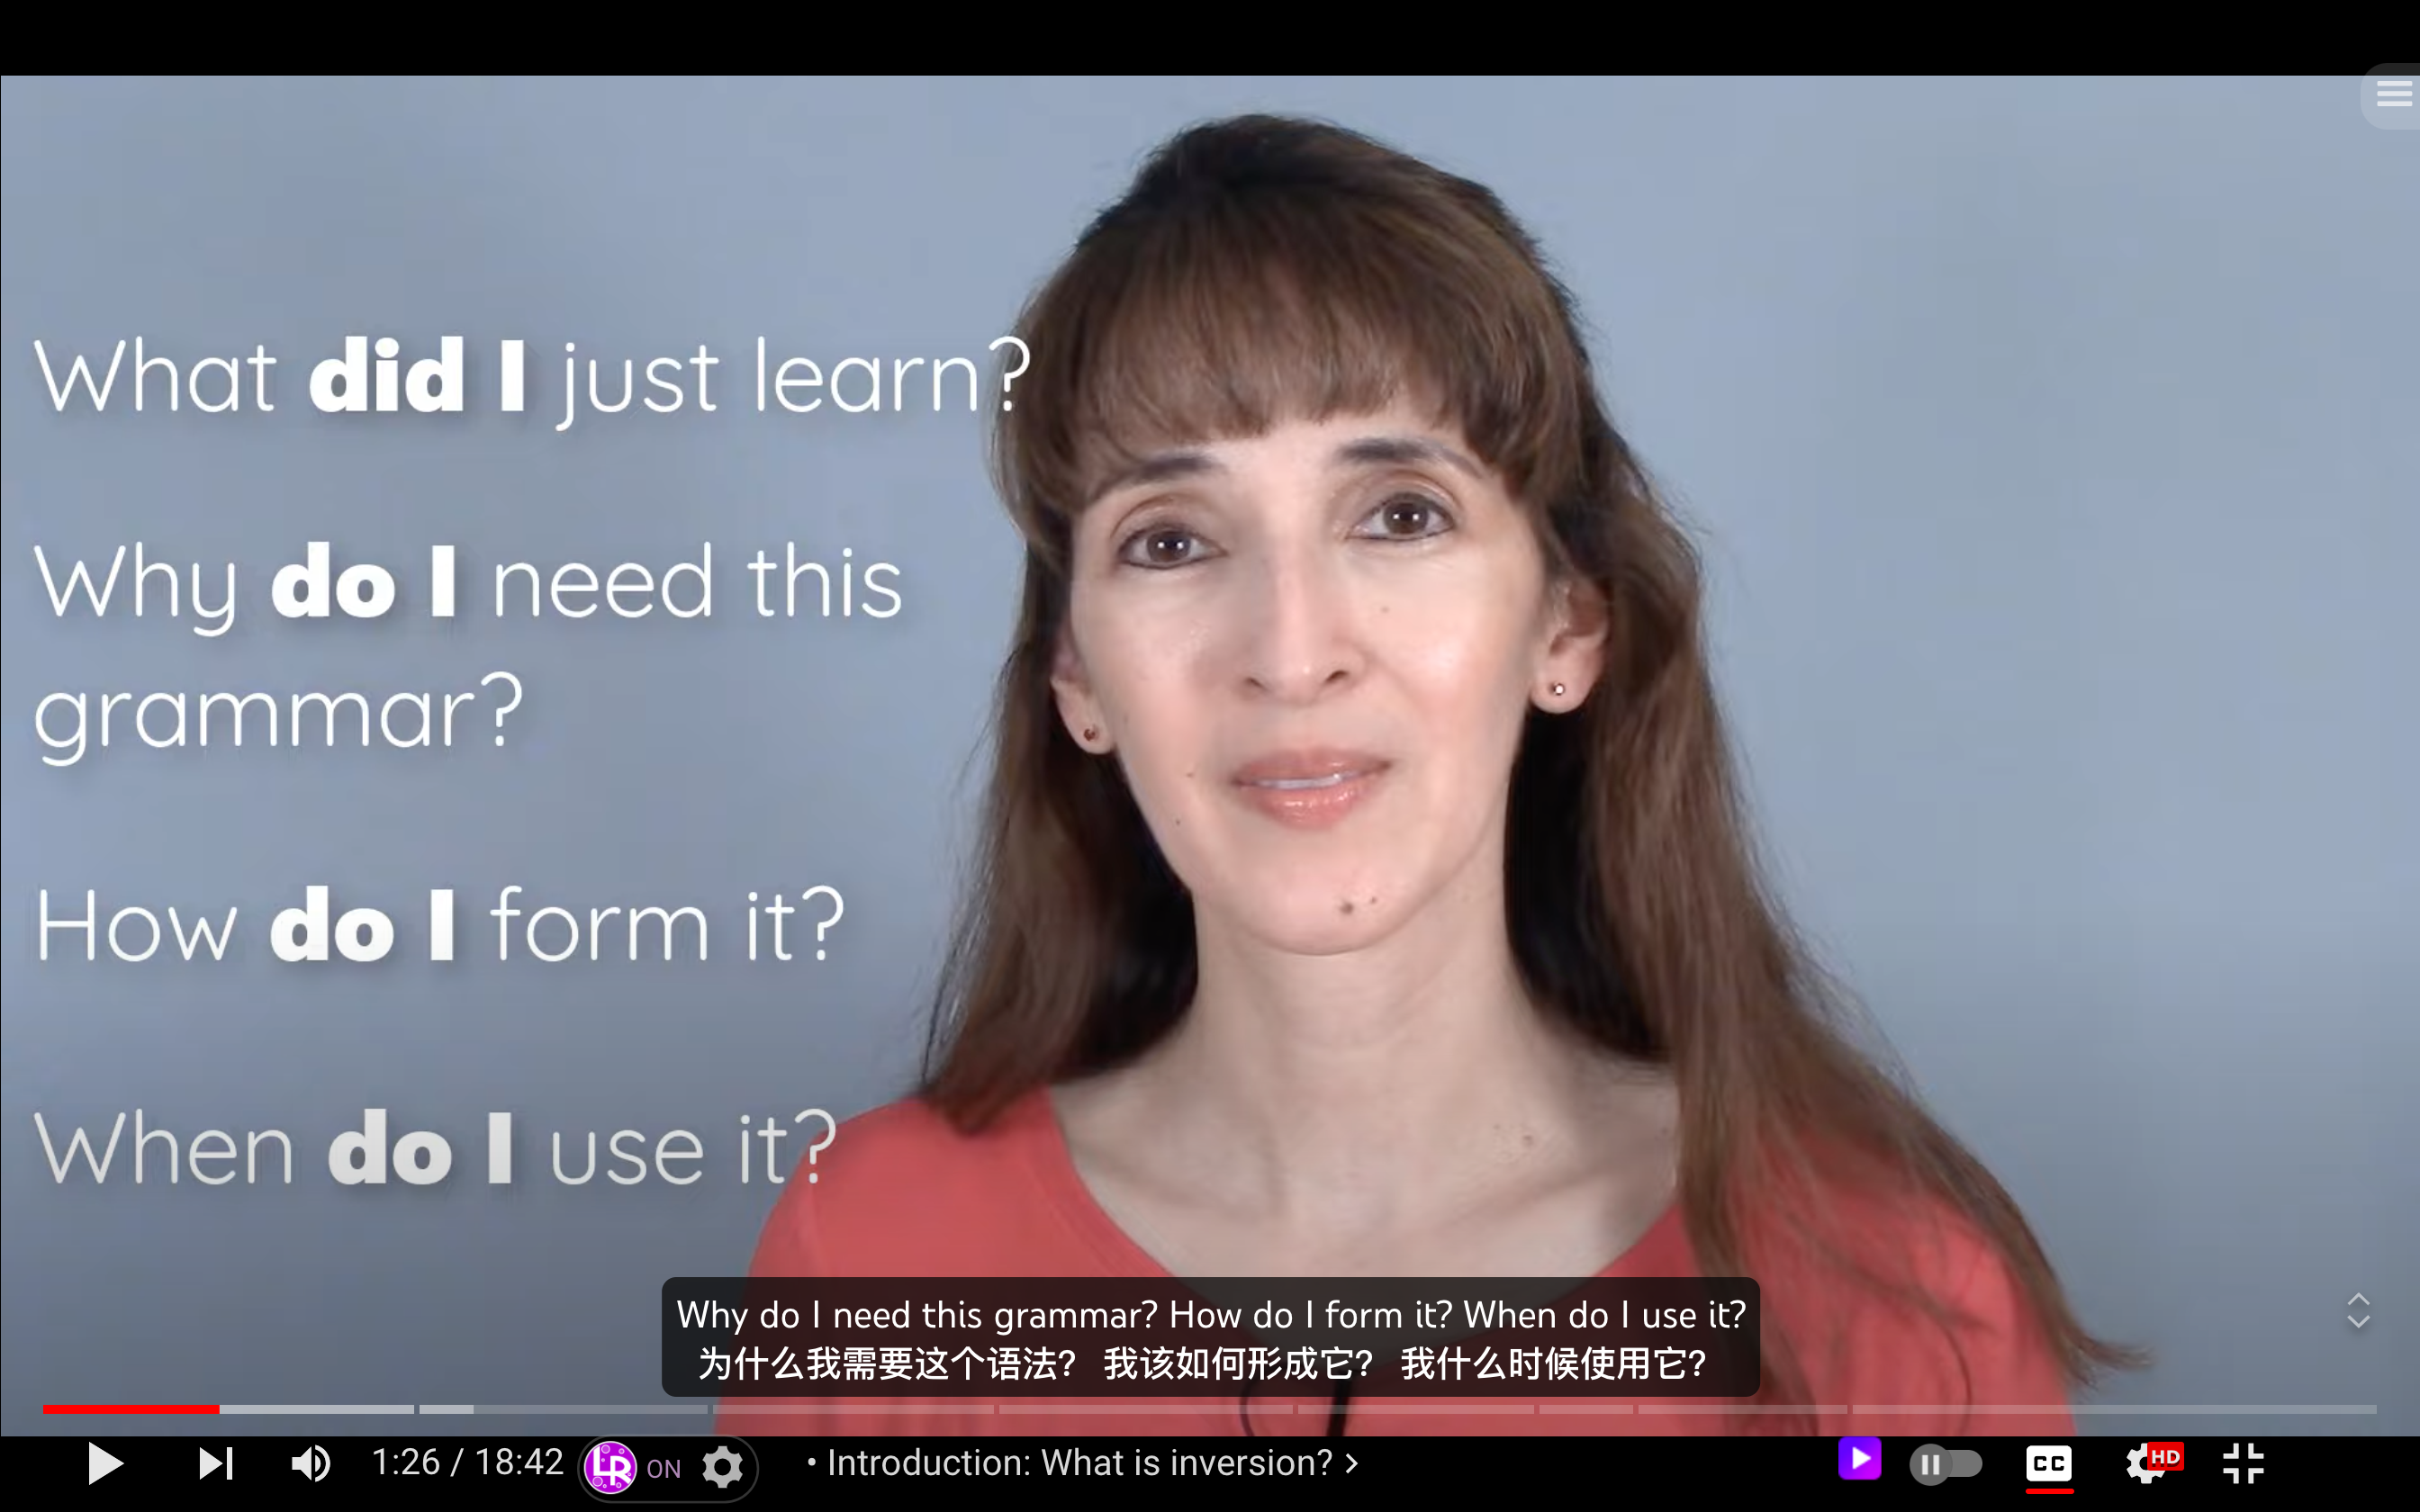 What did I just learn?
Why do I need this
grammar?
How do I form it?
When do I use it?
Why do I need this grammar? How do I form it? When do I use it?
为什么我需要这个语法? 我该如何形成它? 我什么时候使用它?
1:26 / 18:42 LR ON • Introduction: What is inversion? › CC HD